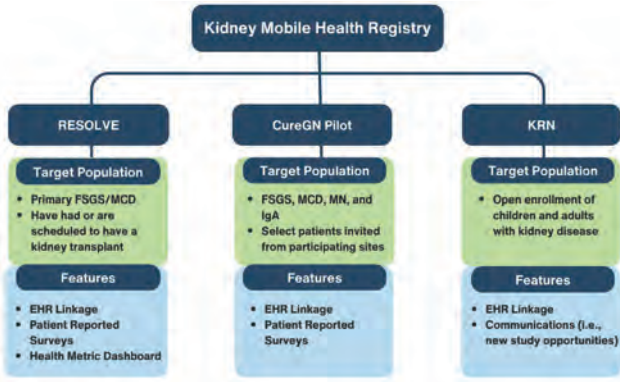 Kidney Mobile Health Registry
RESOLVE
Target Population
• Primary FSGS/MCD
• Have had or are
scheduled to have a
kidney transplant
Features
• EHR Linkage
• Patient Reported
Surveys
• Health Metric Dashboard
CureGN Pilot
Target Population
• FSGS, MCD, MN, and
IgA
• Select patients invited
from participating sites
Features
• EHR Linkage
• Patient Reported
Surveys
KRN
Target Population
• Open enrollment of
children and adults
with kidney disease
Features
• EHR Linkage
• Communications (i.e.,
new study opportunities)